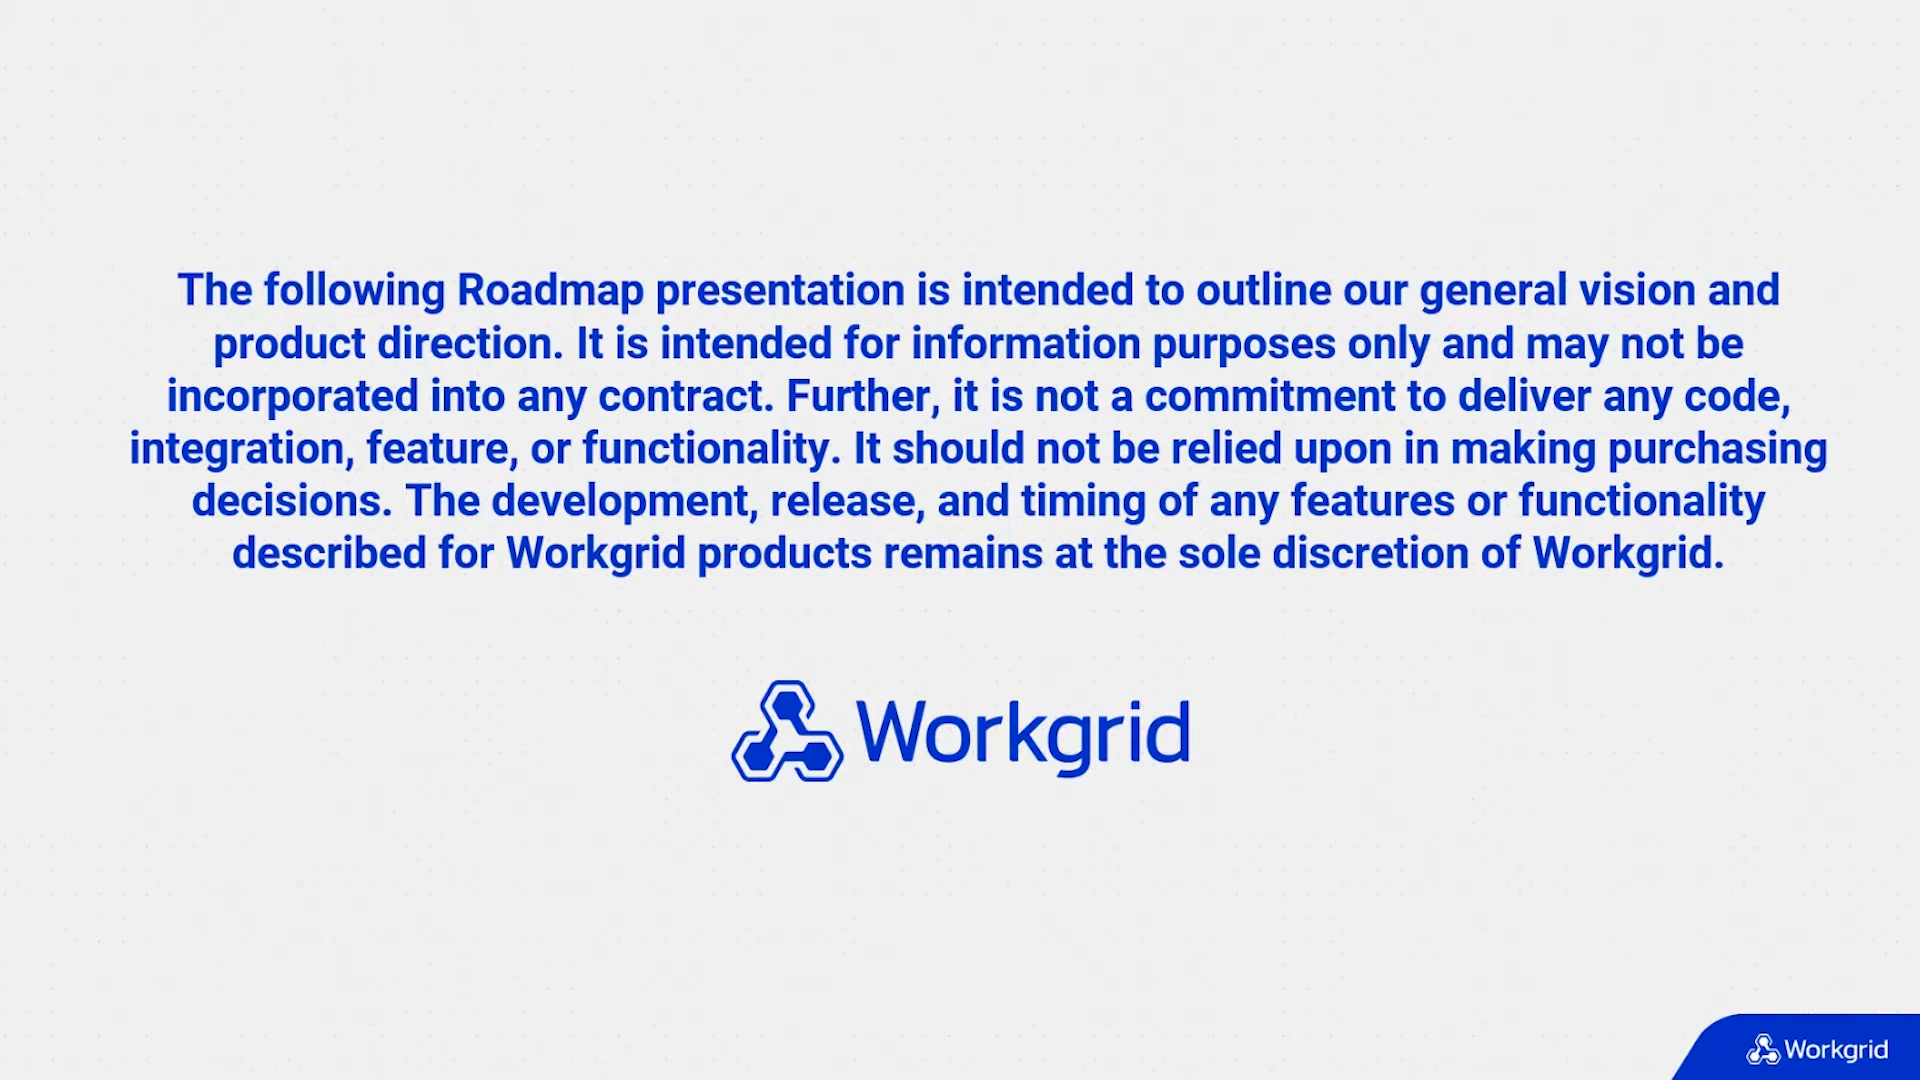 The following Roadmap presentation is intended to outline our general vision and
product direction. It is intended for information purposes only and may not be
incorporated into any contract. Further, it is not a commitment to deliver any code,
integration, feature, or functionality. It should not be relied upon in making purchasing
decisions. The development, release, and timing of any features or functionality
described for Workgrid products remains at the sole discretion of Workgrid.
Workgrid
Workgrid